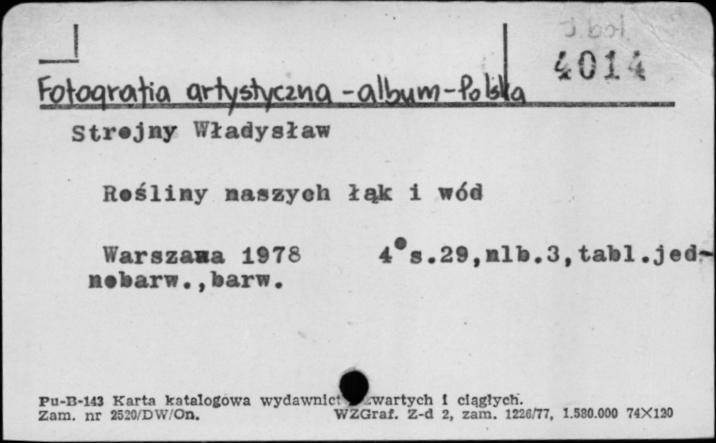 4014
Fotografia artystyczna - album - Polska
Strojny Władysław
Rośliny naszych łąk i wód
Warszawa 1978 4° s.29,nlb.3,tabl.jed-
nobarw.,barw.
Pu-B-143 Karta katalogowa wydawnict zwartych i ciągłych.
Zam. nr 2520/DW/On. WZGraf. Z-d 2, zam. 1226/77, 1.580.000 74X120